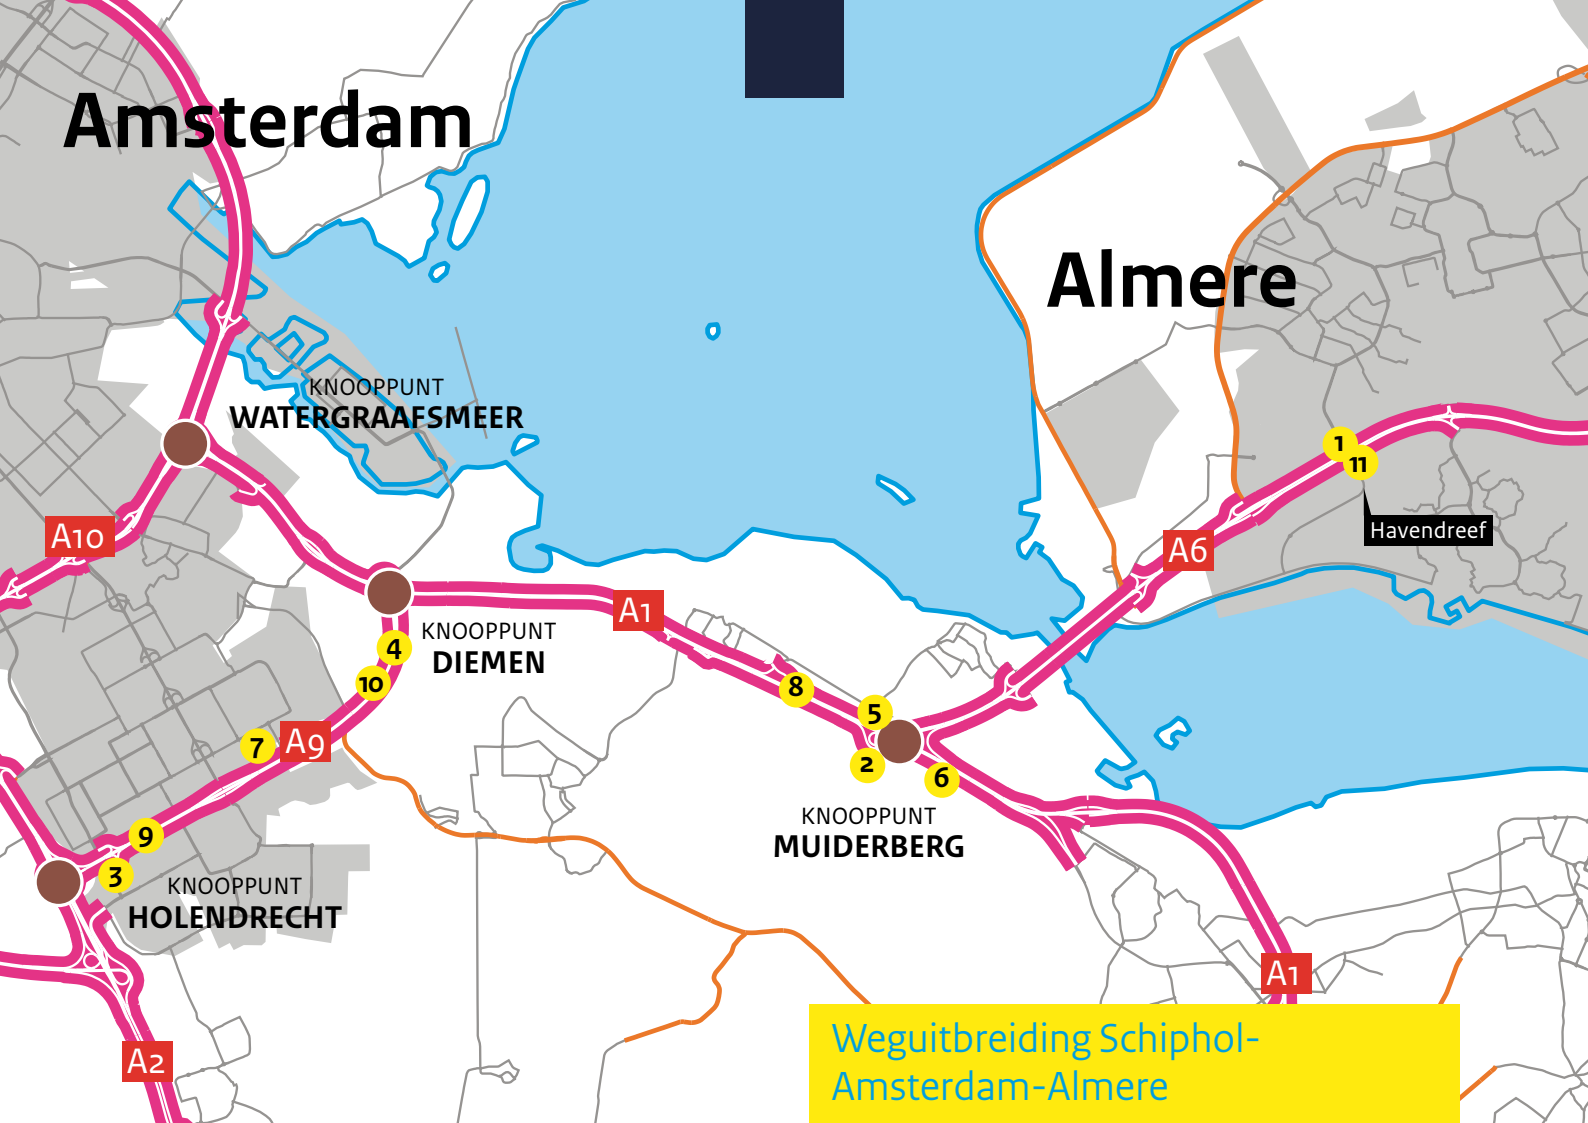 Amsterdam
Almere
KNOOPPUNT
WATERGRAAFSMEER
1
11
A10
Havendreef
A6
A1
KNOOPPUNT
DIEMEN
4
10
8
5
7
A9
2
6
KNOOPPUNT
MUIDERBERG
9
3
KNOOPPUNT
HOLENDRECHT
A1
A2
Weguitbreiding Schiphol-
Amsterdam-Almere